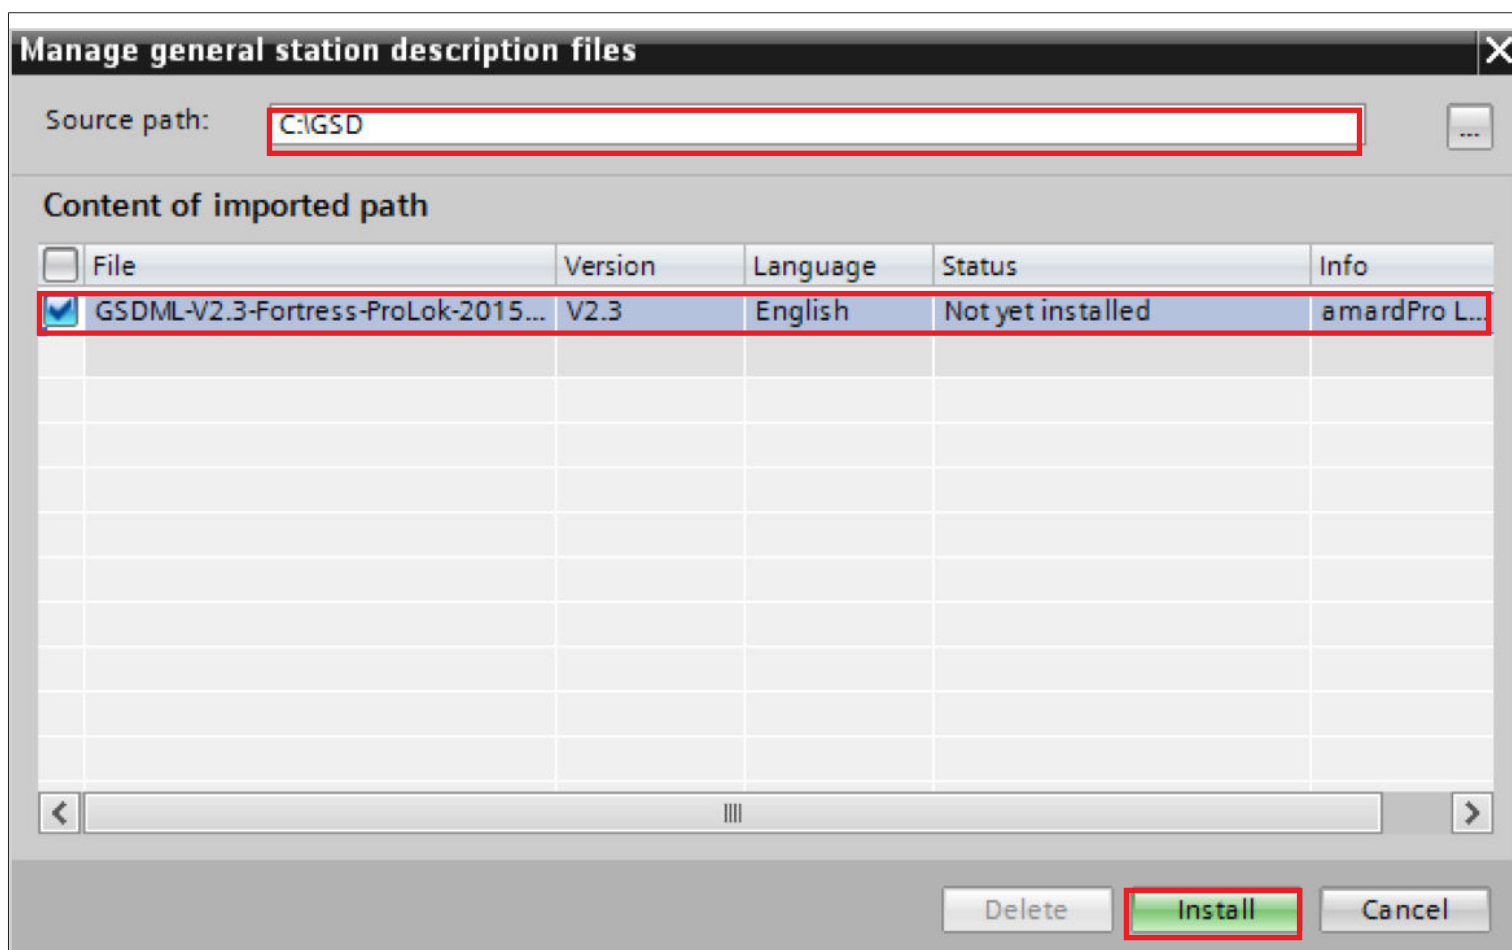 Manage general station description files
Source path: C:\GSD ...
Content of imported path
File Version Language Status Info
GSDML-V2.3-Fortress-ProLok-2015... V2.3 English Not yet installed amardPro L...
Delete Install Cancel